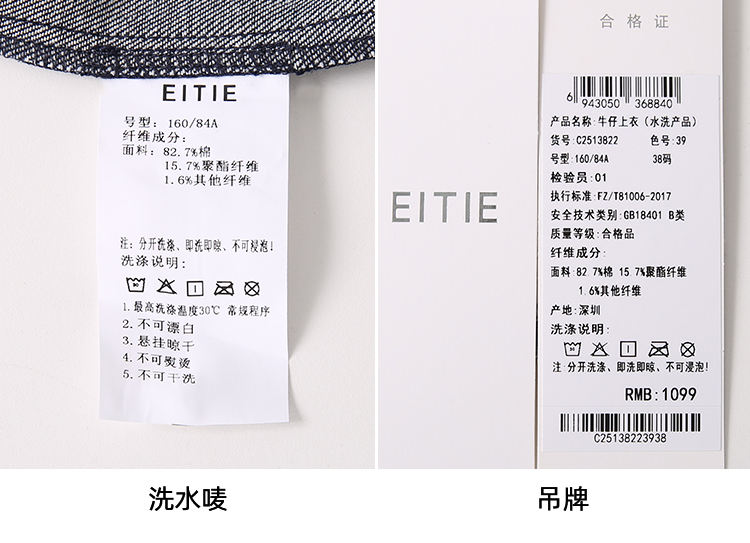 EITIE
号型: 160/84A
纤维成分:
面料: 82.7%棉
15.7%聚酯纤维
1.6%其他纤维
注: 分开洗涤、即洗即晾、不可浸泡!
洗涤说明:
1. 最高洗涤温度30℃ 常规程序
2. 不可漂白
3. 悬挂晾干
4. 不可熨烫
5. 不可干洗
洗水唛
EITIE
合格证
6 943050 368840
产品名称: 牛仔上衣 (水洗产品)
货号: C2513822 色号: 39
号型: 160/84A 38码
检验员: 01
执行标准: FZ/T81006-2017
安全技术类别: GB18401 B类
质量等级: 合格品
纤维成分:
面料: 82.7%棉 15.7%聚酯纤维
1.6%其他纤维
产地: 深圳
洗涤说明:
注: 分开洗涤、即洗即晾、不可浸泡!
RMB: 1099
C25138223938
吊牌